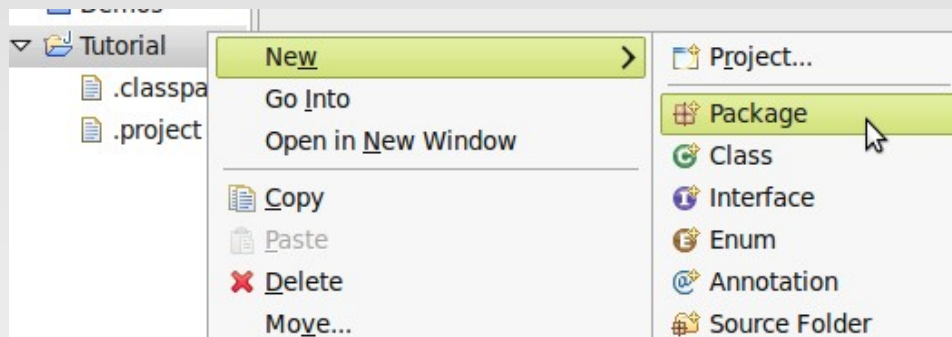 Demos
Tutorial
.classpa
.project
New
Go Into
Open in New Window
Copy
Paste
Delete
Move...
Project...
Package
Class
Interface
Enum
Annotation
Source Folder